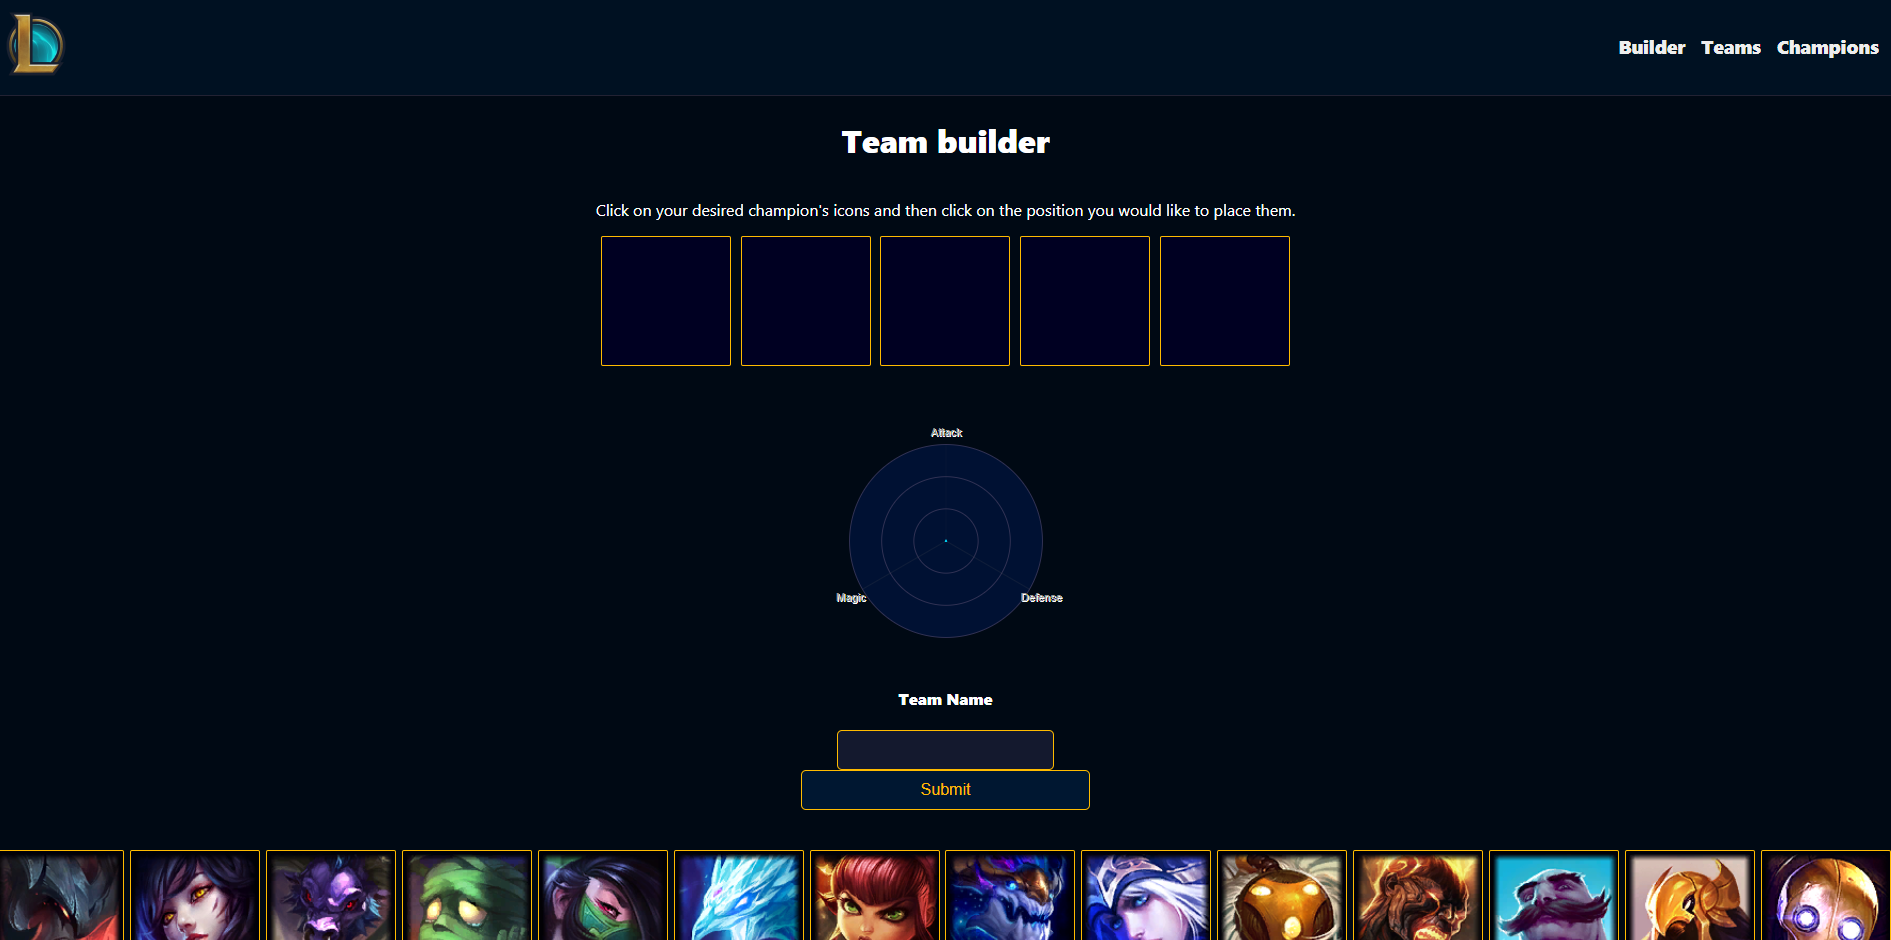 Builder Teams Champions
Team builder
Click on your desired champion's icons and then click on the position you would like to place them.
Attack
Magic
Defense
Team Name
Submit